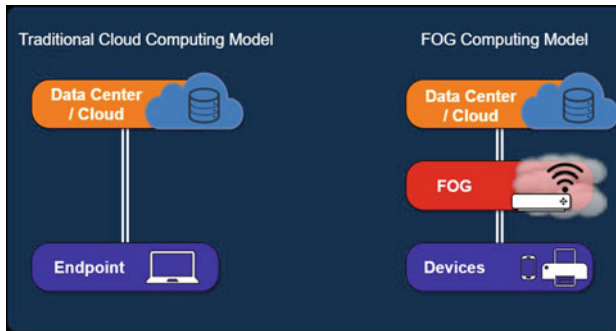 Traditional Cloud Computing Model
Data Center
/ Cloud
Endpoint
FOG Computing Model
Data Center
/ Cloud
FOG
Devices